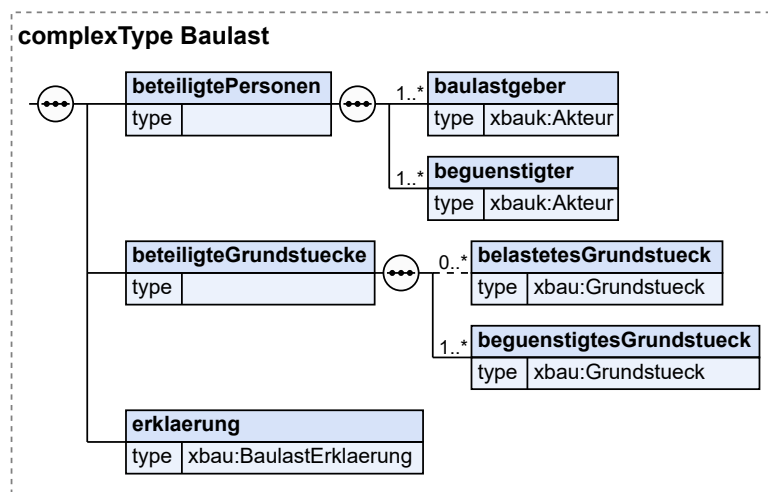 complexType Baulast
beteiligtePersonen
type
1..*
baulastgeber
type xbauk:Akteur
1..*
beguenstigter
type xbauk:Akteur
beteiligteGrundstuecke
type
0..*
belastetesGrundstueck
type xbau:Grundstueck
1..*
beguenstigtesGrundstueck
type xbau:Grundstueck
erklaerung
type xbau:BaulastErklaerung